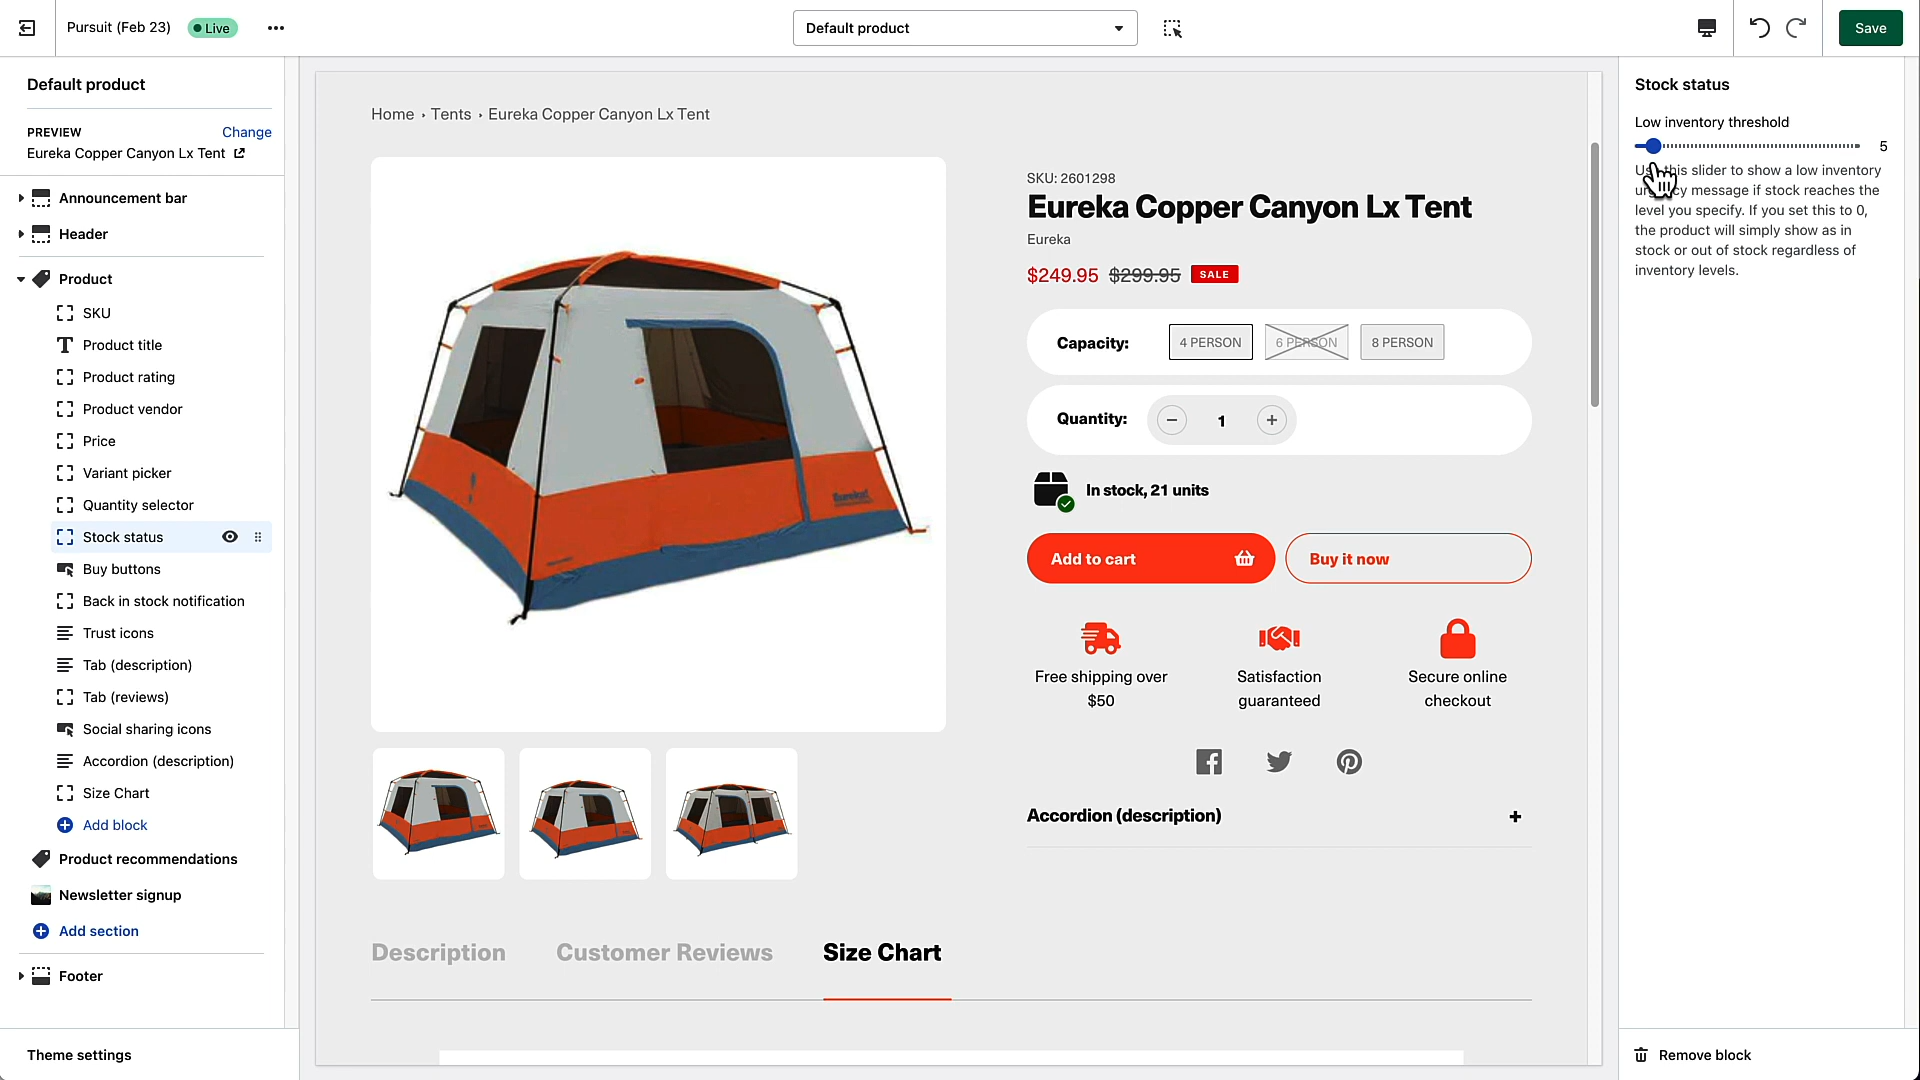 Pursuit (Feb 23)
Live
Default product
Save
Default product
PREVIEW
Change
Eureka Copper Canyon Lx Tent
Announcement bar
Header
Product
SKU
Product title
Product rating
Product vendor
Price
Variant picker
Quantity selector
Stock status
Buy buttons
Back in stock notification
Trust icons
Tab (description)
Tab (reviews)
Social sharing icons
Accordion (description)
Size Chart
Add block
Product recommendations
Newsletter signup
Add section
Footer
Theme settings
Home › Tents › Eureka Copper Canyon Lx Tent
Eureka!
SKU: 2601298
Eureka Copper Canyon Lx Tent
Eureka
$249.95 $299.95 SALE
Capacity: 4 PERSON 6 PERSON 8 PERSON
Quantity: − 1 +
In stock, 21 units
Add to cart
Buy it now
Free shipping over
$50
Satisfaction
guaranteed
Secure online
checkout
Accordion (description) +
Description Customer Reviews Size Chart
Stock status
Low inventory threshold
5
this slider to show a low inventory
message if stock reaches the
level you specify. If you set this to 0,
the product will simply show as in
stock or out of stock regardless of
inventory levels.
Remove block